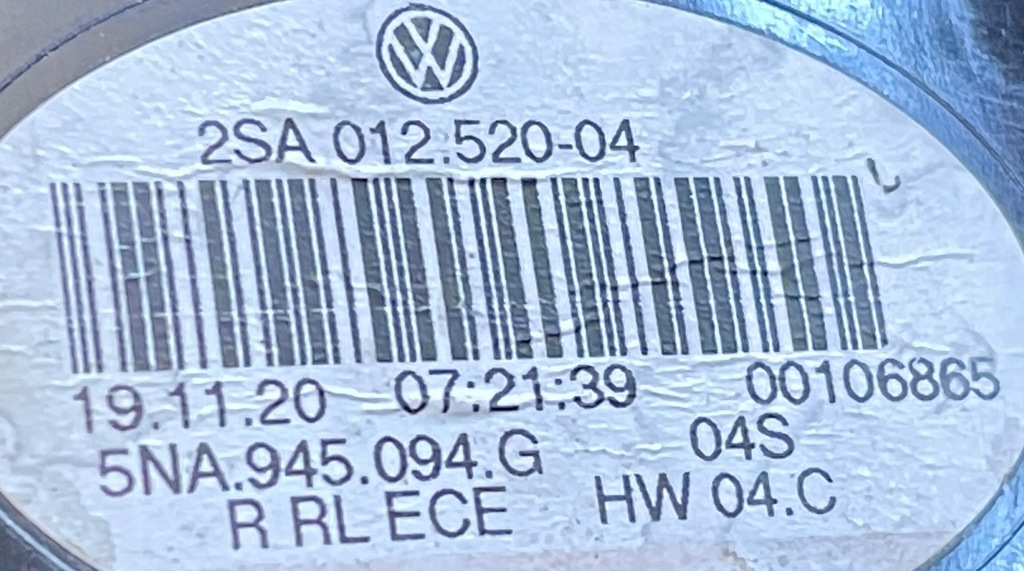 VW
2SA 012.520-04
19.11.20 07:21:39 00106865
5NA.945.094.G 04S
R RL ECE HW 04.C